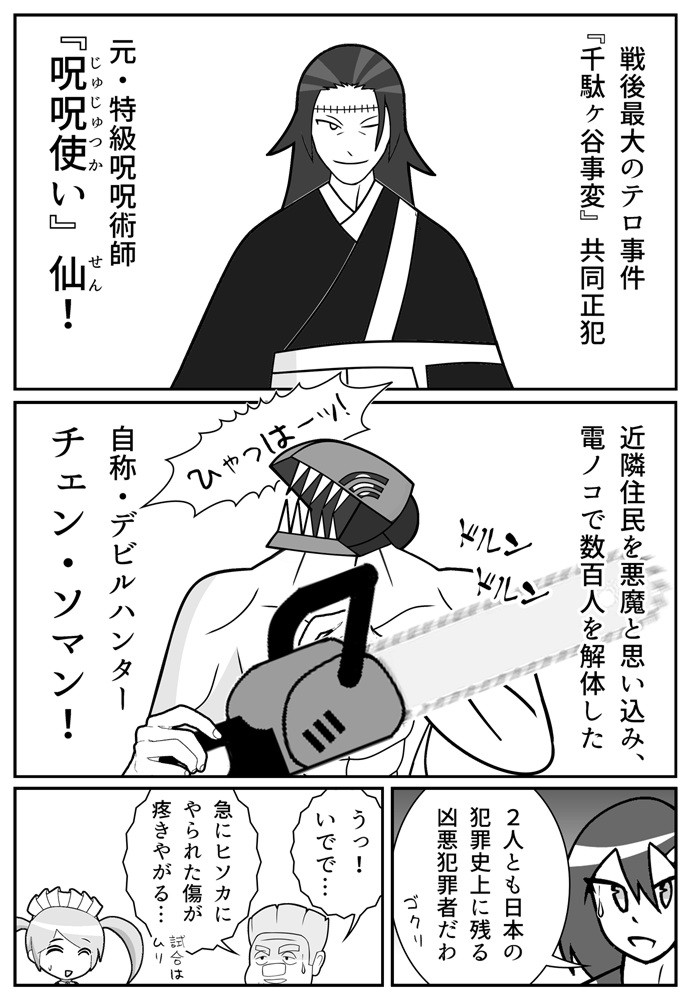 戦後最大のテロ事件
『千駄ヶ谷事変』共同正犯
元・特級呪呪術師
『呪呪使い』仙！
じゅじゅつか
せん
ひゃっはーッ！
近隣住民を悪魔と思い込み、
電ノコで数百人を解体した
ドルン
ドルン
自称・デビルハンター
チェン・ソマン！
２人とも日本の
犯罪史上に残る
凶悪犯罪者だわ
ゴクリ
うっ！
いでで…
急にヒソカに
やられた傷が
疼きやがる…
試合は
ムリ